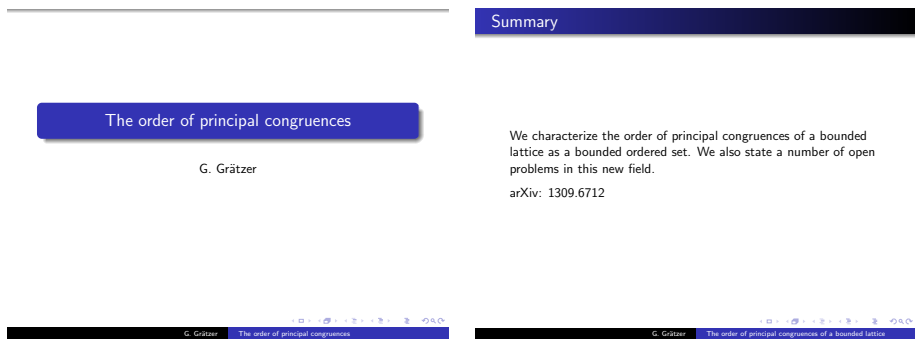 The order of principal congruences
G. Grätzer
G. Grätzer The order of principal congruences
Summary
We characterize the order of principal congruences of a bounded
lattice as a bounded ordered set. We also state a number of open
problems in this new field.
arXiv: 1309.6712
G. Grätzer The order of principal congruences of a bounded lattice